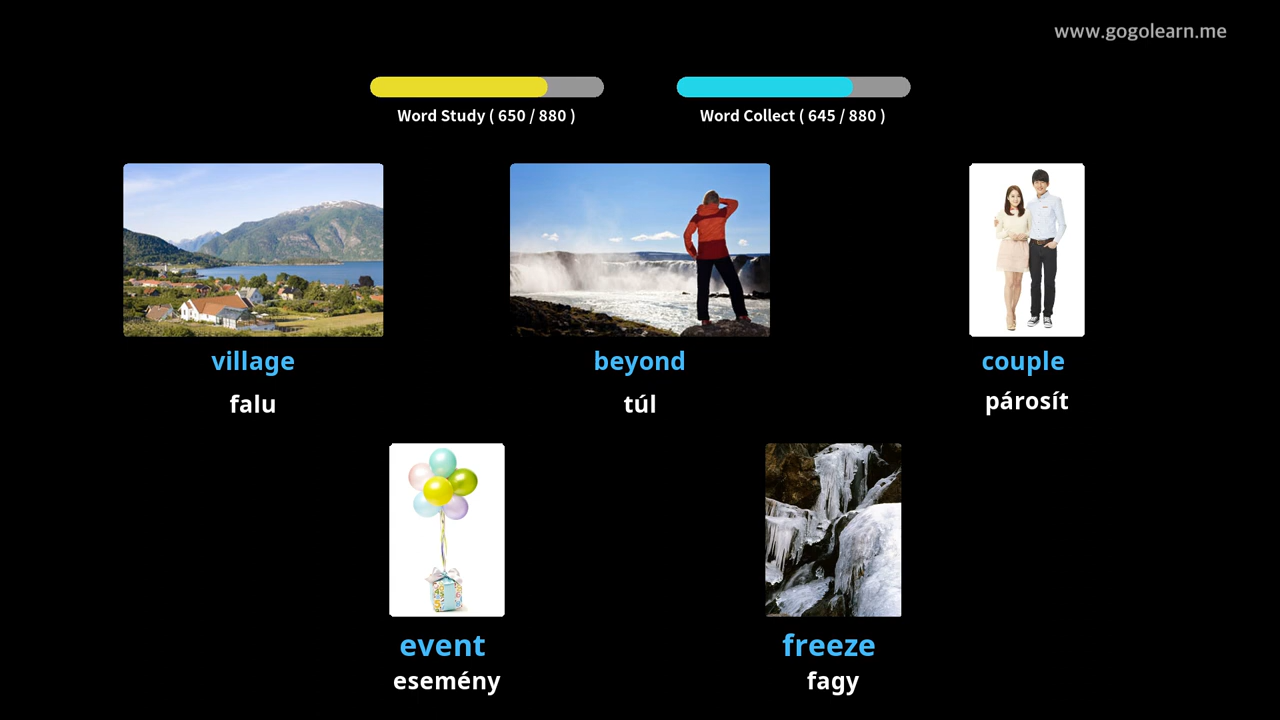 www.gogolearn.me
Word Study ( 650 / 880 )
Word Collect ( 645 / 880 )
village
falu
beyond
túl
couple
párosít
event
esemény
freeze
fagy